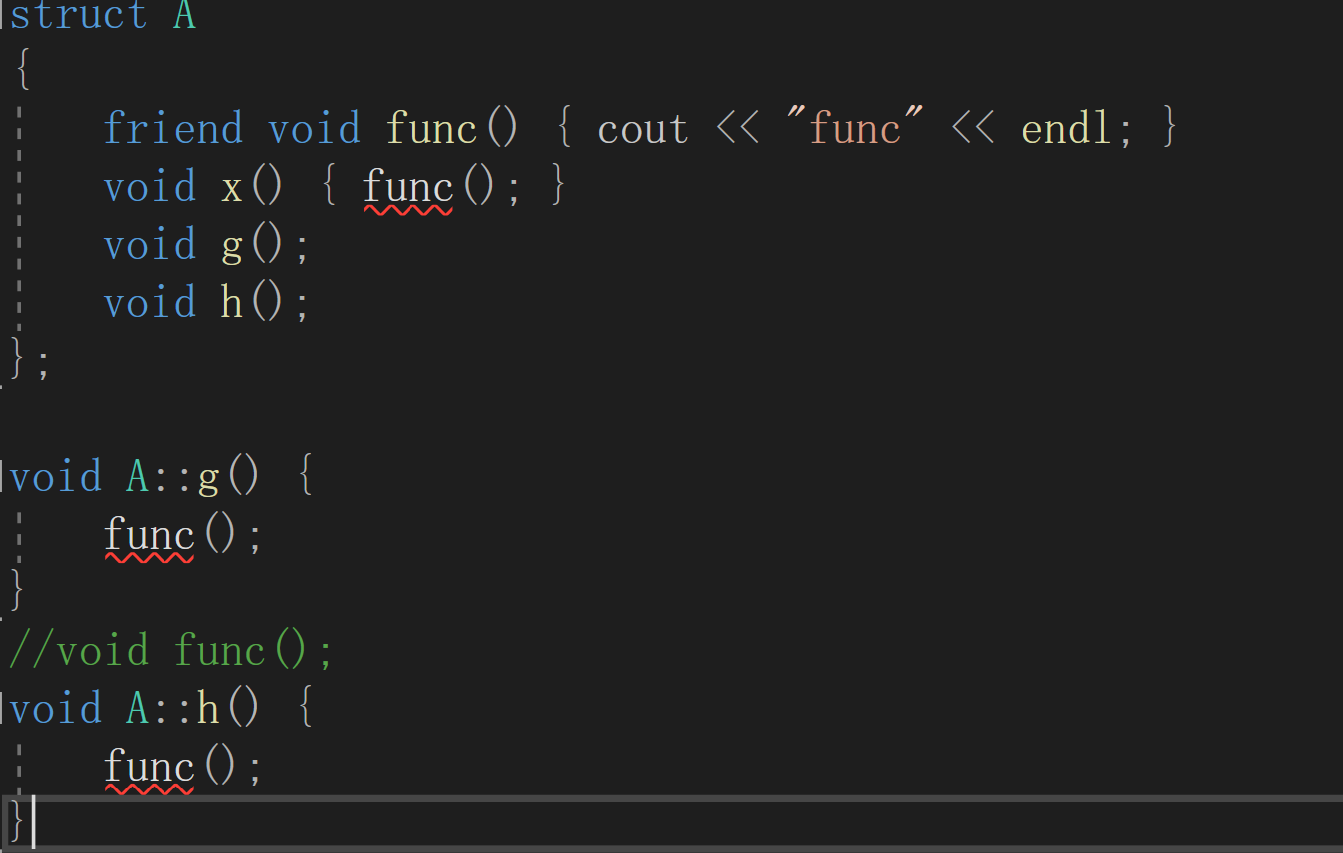 struct A
{
    friend void func() { cout << "func" << endl; }
    void x() { func(); }
    void g();
    void h();
};

void A::g() {
    func();
}
//void func();
void A::h() {
    func();
}